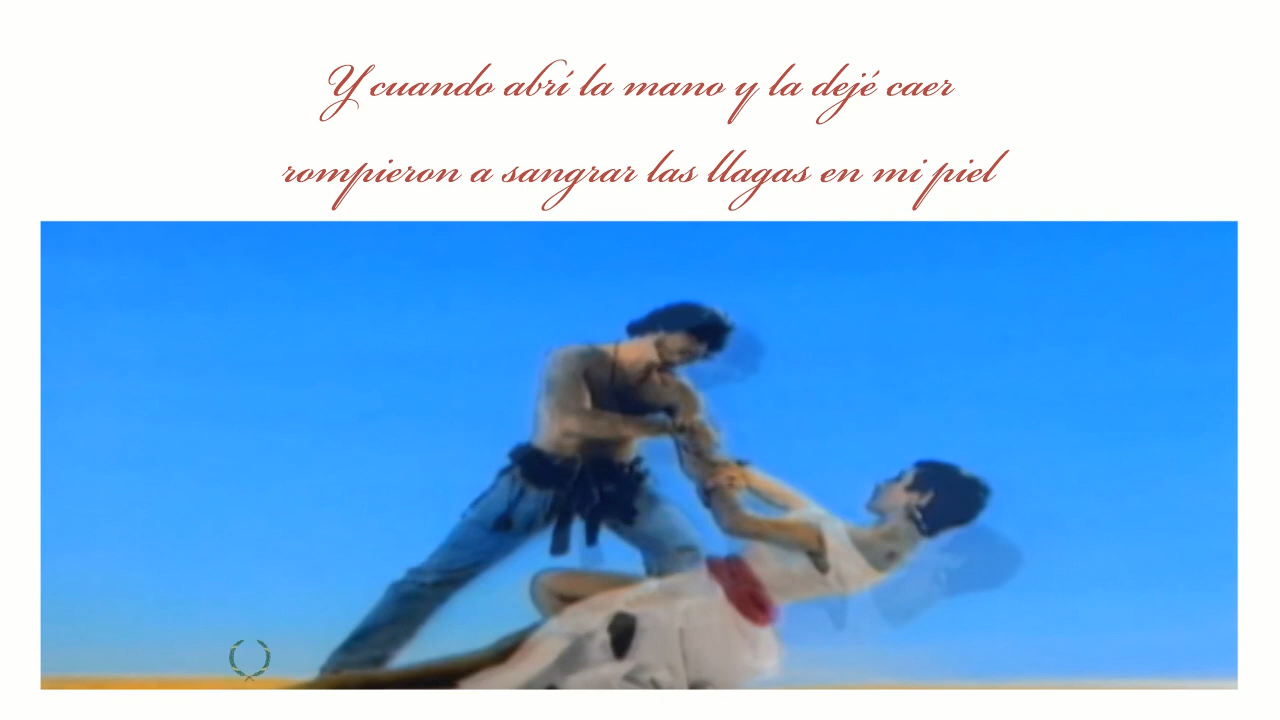 Y cuando abrí la mano y la dejé caer
rompieron a sangrar las llagas en mi piel